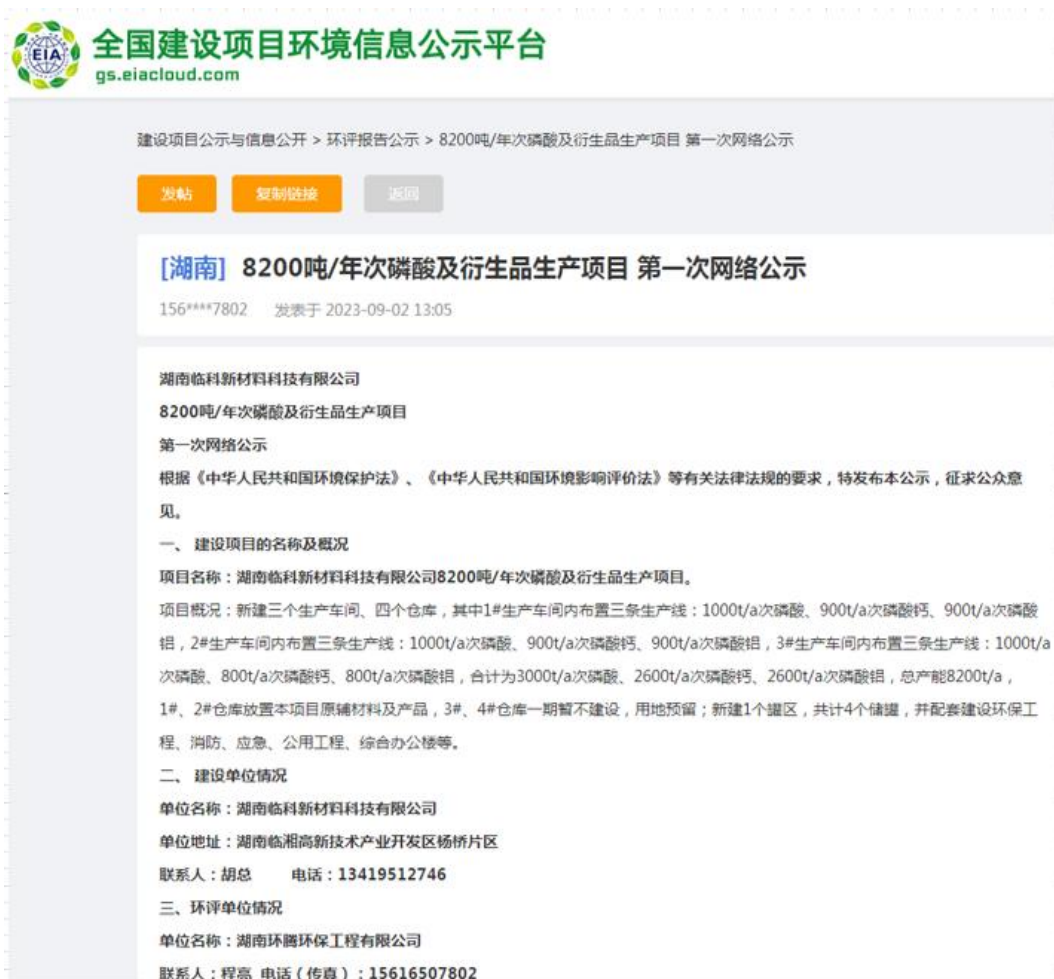 EIA
全国建设项目环境信息公示平台
gs.eiacloud.com
建设项目公示与信息公开 > 环评报告公示 > 8200吨/年次磷酸及衍生品生产项目 第一次网络公示
发帖 复制链接 返回
[湖南] 8200吨/年次磷酸及衍生品生产项目 第一次网络公示
156****7802 发表于 2023-09-02 13:05
湖南临科新材料科技有限公司
8200吨/年次磷酸及衍生品生产项目
第一次网络公示
根据《中华人民共和国环境保护法》、《中华人民共和国环境影响评价法》等有关法律法规的要求，特发布本公示，征求公众意
见。
一、 建设项目的名称及概况
项目名称：湖南临科新材料科技有限公司8200吨/年次磷酸及衍生品生产项目。
项目概况：新建三个生产车间、四个仓库，其中1#生产车间内布置三条生产线：1000t/a次磷酸、900t/a次磷酸钙、900t/a次磷酸
铝，2#生产车间内布置三条生产线：1000t/a次磷酸、900t/a次磷酸钙、900t/a次磷酸铝，3#生产车间内布置三条生产线：1000t/a
次磷酸、800t/a次磷酸钙、800t/a次磷酸铝，合计为3000t/a次磷酸、2600t/a次磷酸钙、2600t/a次磷酸铝，总产能8200t/a，
1#、2#仓库放置本项目原辅材料及产品，3#、4#仓库一期暂不建设，用地预留；新建1个罐区，共计4个储罐，并配套建设环保工
程、消防、应急、公用工程、综合办公楼等。
二、 建设单位情况
单位名称：湖南临科新材料科技有限公司
单位地址：湖南临湘高新技术产业开发区杨桥片区
联系人：胡总 电话：13419512746
三、环评单位情况
单位名称：湖南环腾环保工程有限公司
联系人：程亮 电话（传真）：15616507802